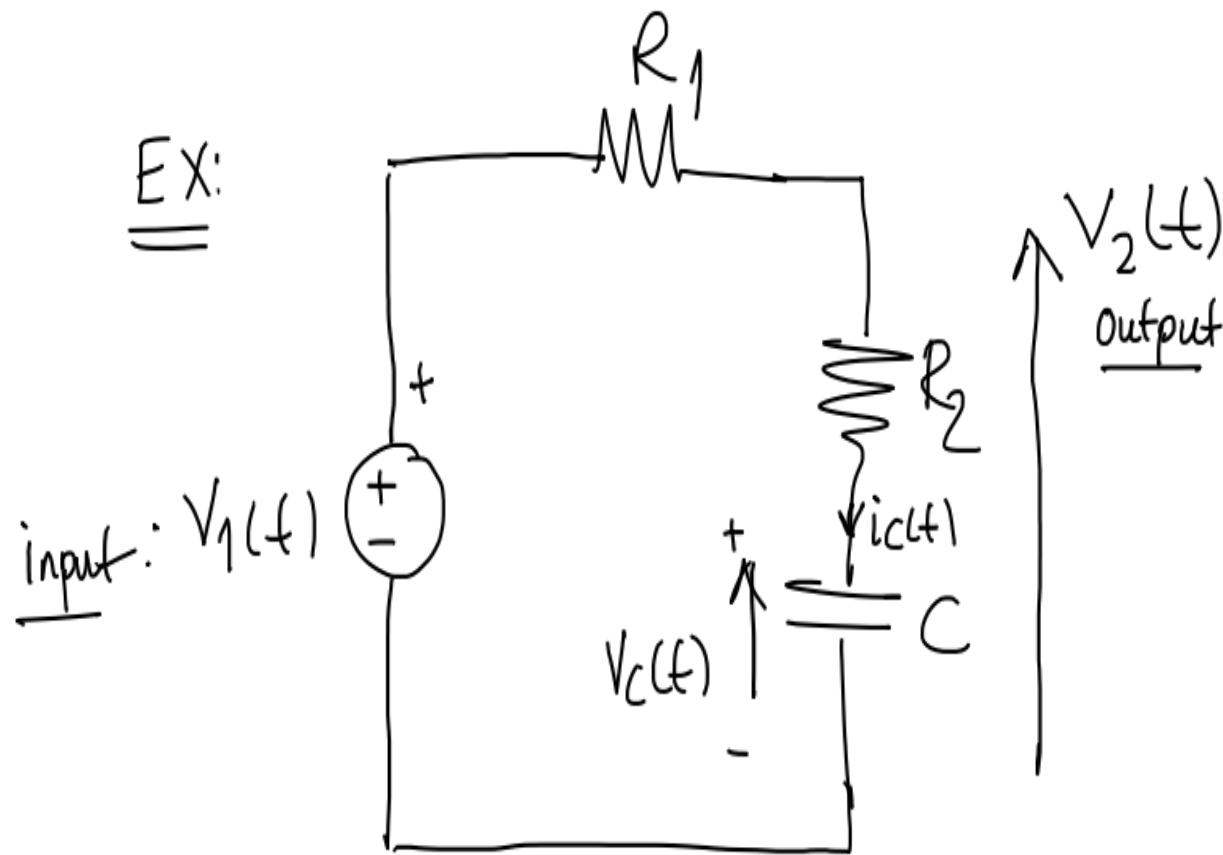 R1
EX:
V2(t)
output
+
R2
+
-
input: V1(t)
ic(t)
+
C
Vc(t)
-